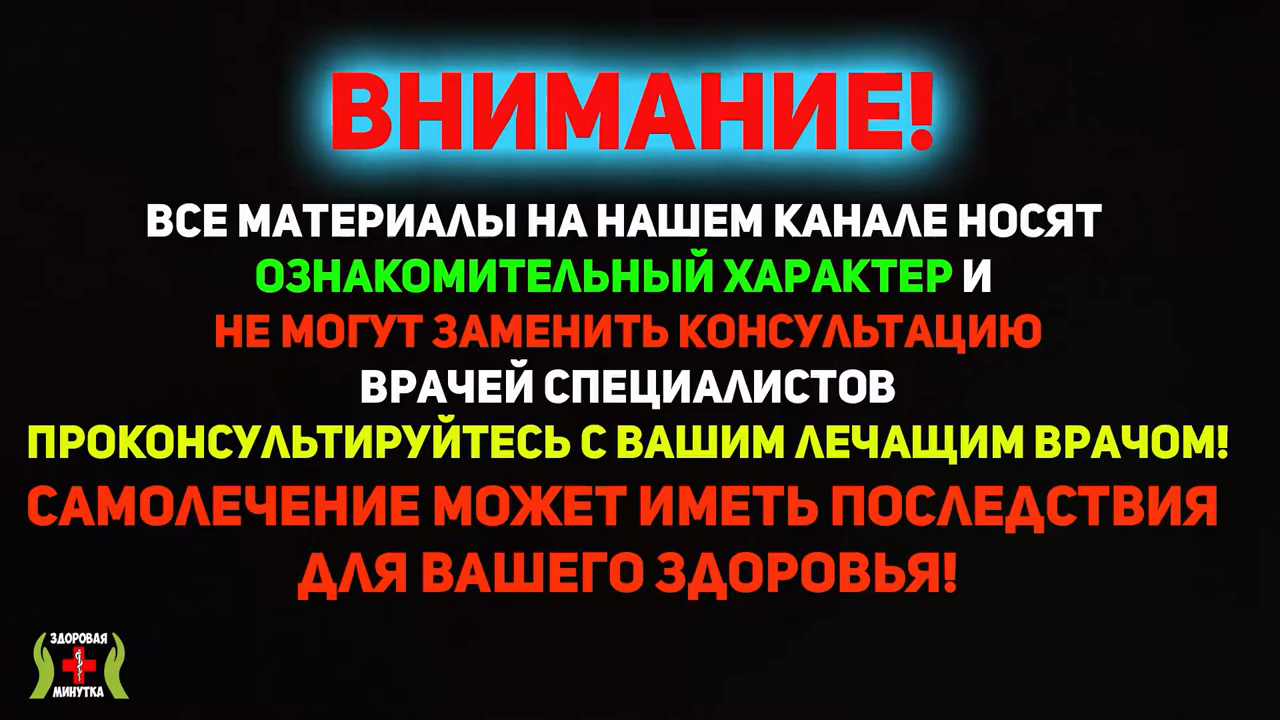 ВНИМАНИЕ!
ВСЕ МАТЕРИАЛЫ НА НАШЕМ КАНАЛЕ НОСЯТ
ОЗНАКОМИТЕЛЬНЫЙ ХАРАКТЕР И
НЕ МОГУТ ЗАМЕНИТЬ КОНСУЛЬТАЦИЮ
ВРАЧЕЙ СПЕЦИАЛИСТОВ
ПРОКОНСУЛЬТИРУЙТЕСЬ С ВАШИМ ЛЕЧАЩИМ ВРАЧОМ!
САМОЛЕЧЕНИЕ МОЖЕТ ИМЕТЬ ПОСЛЕДСТВИЯ
ДЛЯ ВАШЕГО ЗДОРОВЬЯ!
ЗДОРОВАЯ
МИНУТКА